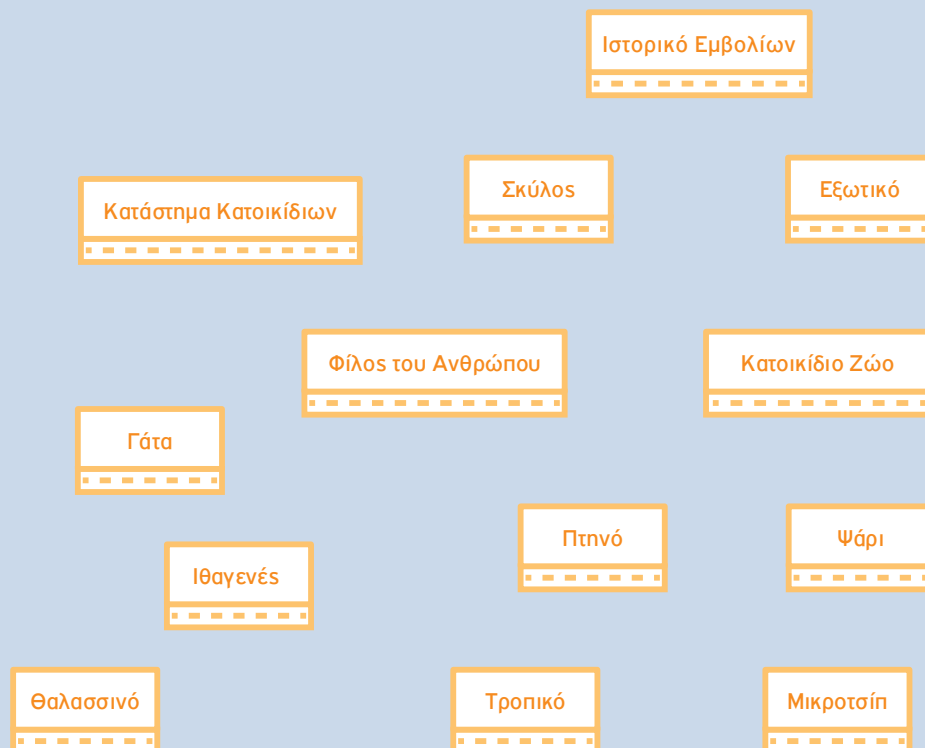 Ιστορικό Εμβολίων
Σκύλος
Εξωτικό
Κατάστημα Κατοικίδιων
Φίλος του Ανθρώπου
Κατοικίδιο Ζώο
Γάτα
Πτηνό
Ψάρι
Ιθαγενές
Θαλασσινό
Τροπικό
Μικροτσίπ